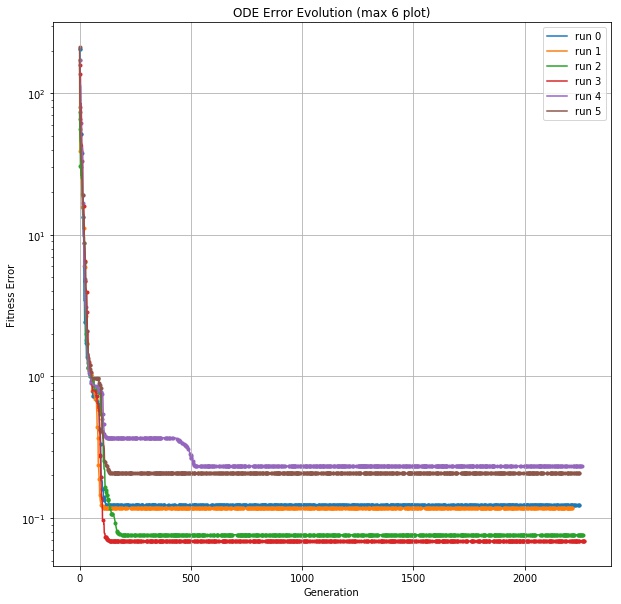 ODE Error Evolution (max 6 plot)
run 0
run 1
run 2
run 3
run 4
run 5
Fitness Error
10²
10¹
10⁰
10⁻¹
0
500
1000
1500
2000
Generation